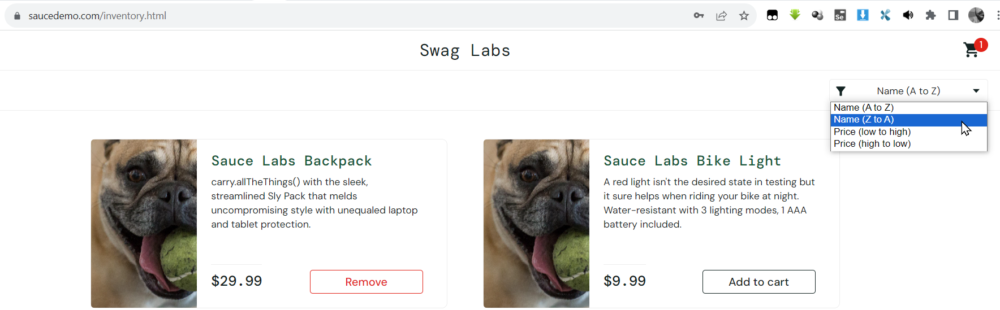 saucedemo.com/inventory.html
Se
Swag Labs
1
Name (A to Z)
Name (A to Z)
Name (Z to A)
Price (low to high)
Price (high to low)
Sauce Labs Backpack
carry.allTheThings() with the sleek,
streamlined Sly Pack that melds
uncompromising style with unequaled laptop
and tablet protection.
$29.99
Remove
Sauce Labs Bike Light
A red light isn't the desired state in testing but
it sure helps when riding your bike at night.
Water-resistant with 3 lighting modes, 1 AAA
battery included.
$9.99
Add to cart